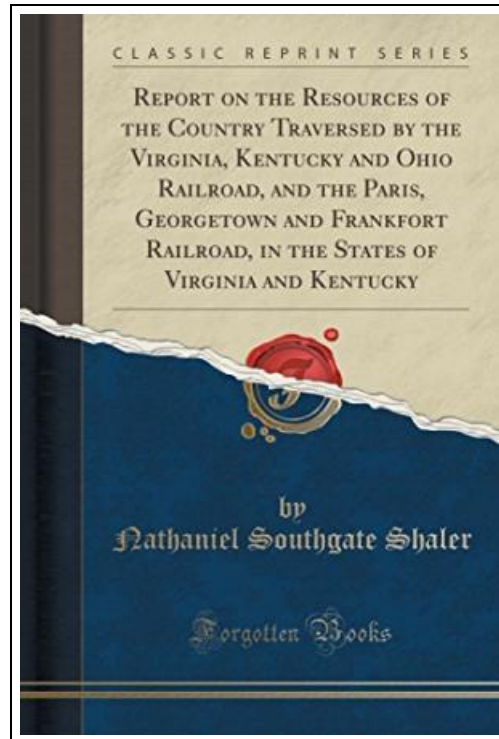 CLASSIC REPRINT SERIES
REPORT ON THE RESOURCES OF
THE COUNTRY TRAVERSED BY THE
VIRGINIA, KENTUCKY AND OHIO
RAILROAD, AND THE PARIS,
GEORGETOWN AND FRANKFORT
RAILROAD, IN THE STATES OF
VIRGINIA AND KENTUCKY
by
Nathaniel Southgate Shaler
Forgotten Books